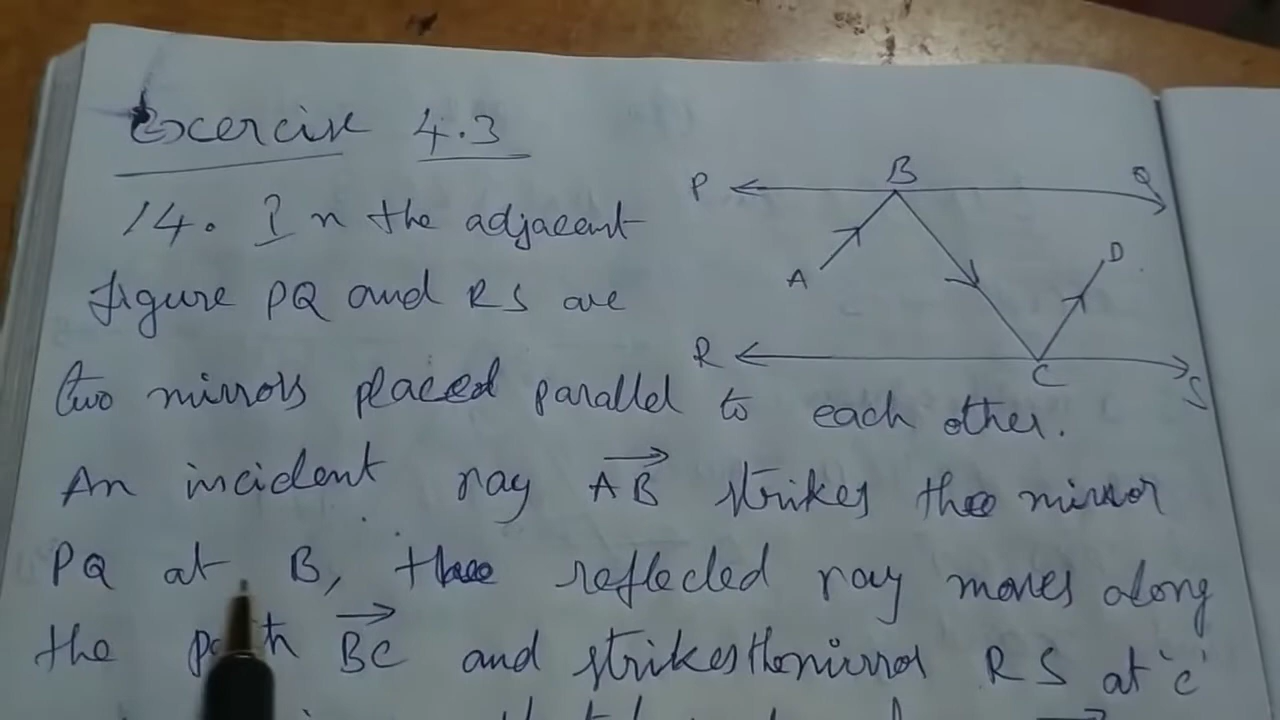 Exercise 4.3
14. In the adjacent
figure PQ and RS are
two mirrors placed parallel to each other.
An incident ray AB strikes the mirror
PQ at B, the reflected ray moves along
the path BC and strikes the mirror RS at 'c'
P B Q
A D
R C S